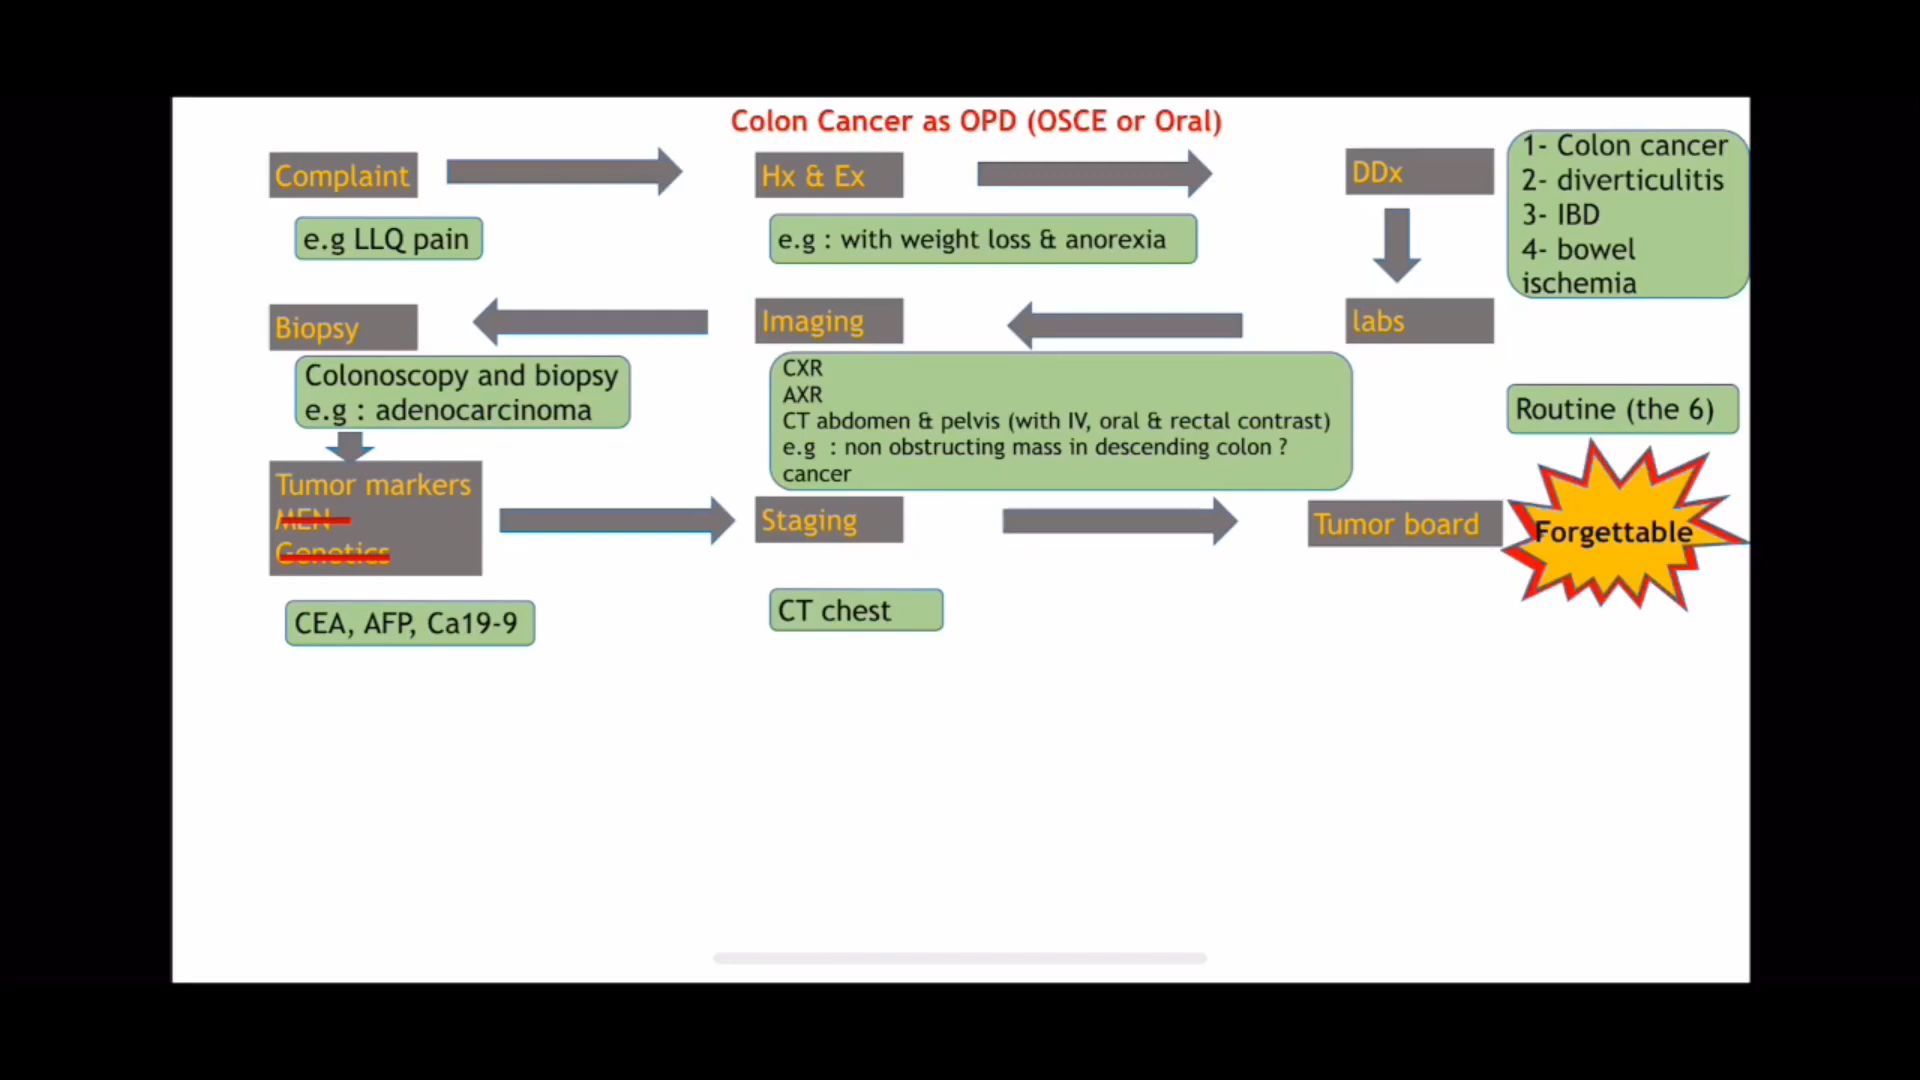 Colon Cancer as OPD (OSCE or Oral)
Complaint
Hx & Ex
DDx
1- Colon cancer
2- diverticulitis
3- IBD
4- bowel
ischemia
e.g LLQ pain
e.g : with weight loss & anorexia
Biopsy
Imaging
labs
Colonoscopy and biopsy
e.g : adenocarcinoma
CXR
AXR
CT abdomen & pelvis (with IV, oral & rectal contrast)
e.g : non obstructing mass in descending colon ?
cancer
Routine (the 6)
Tumor markers
MEN
Genetics
Staging
Tumor board
Forgettable
CEA, AFP, Ca19-9
CT chest